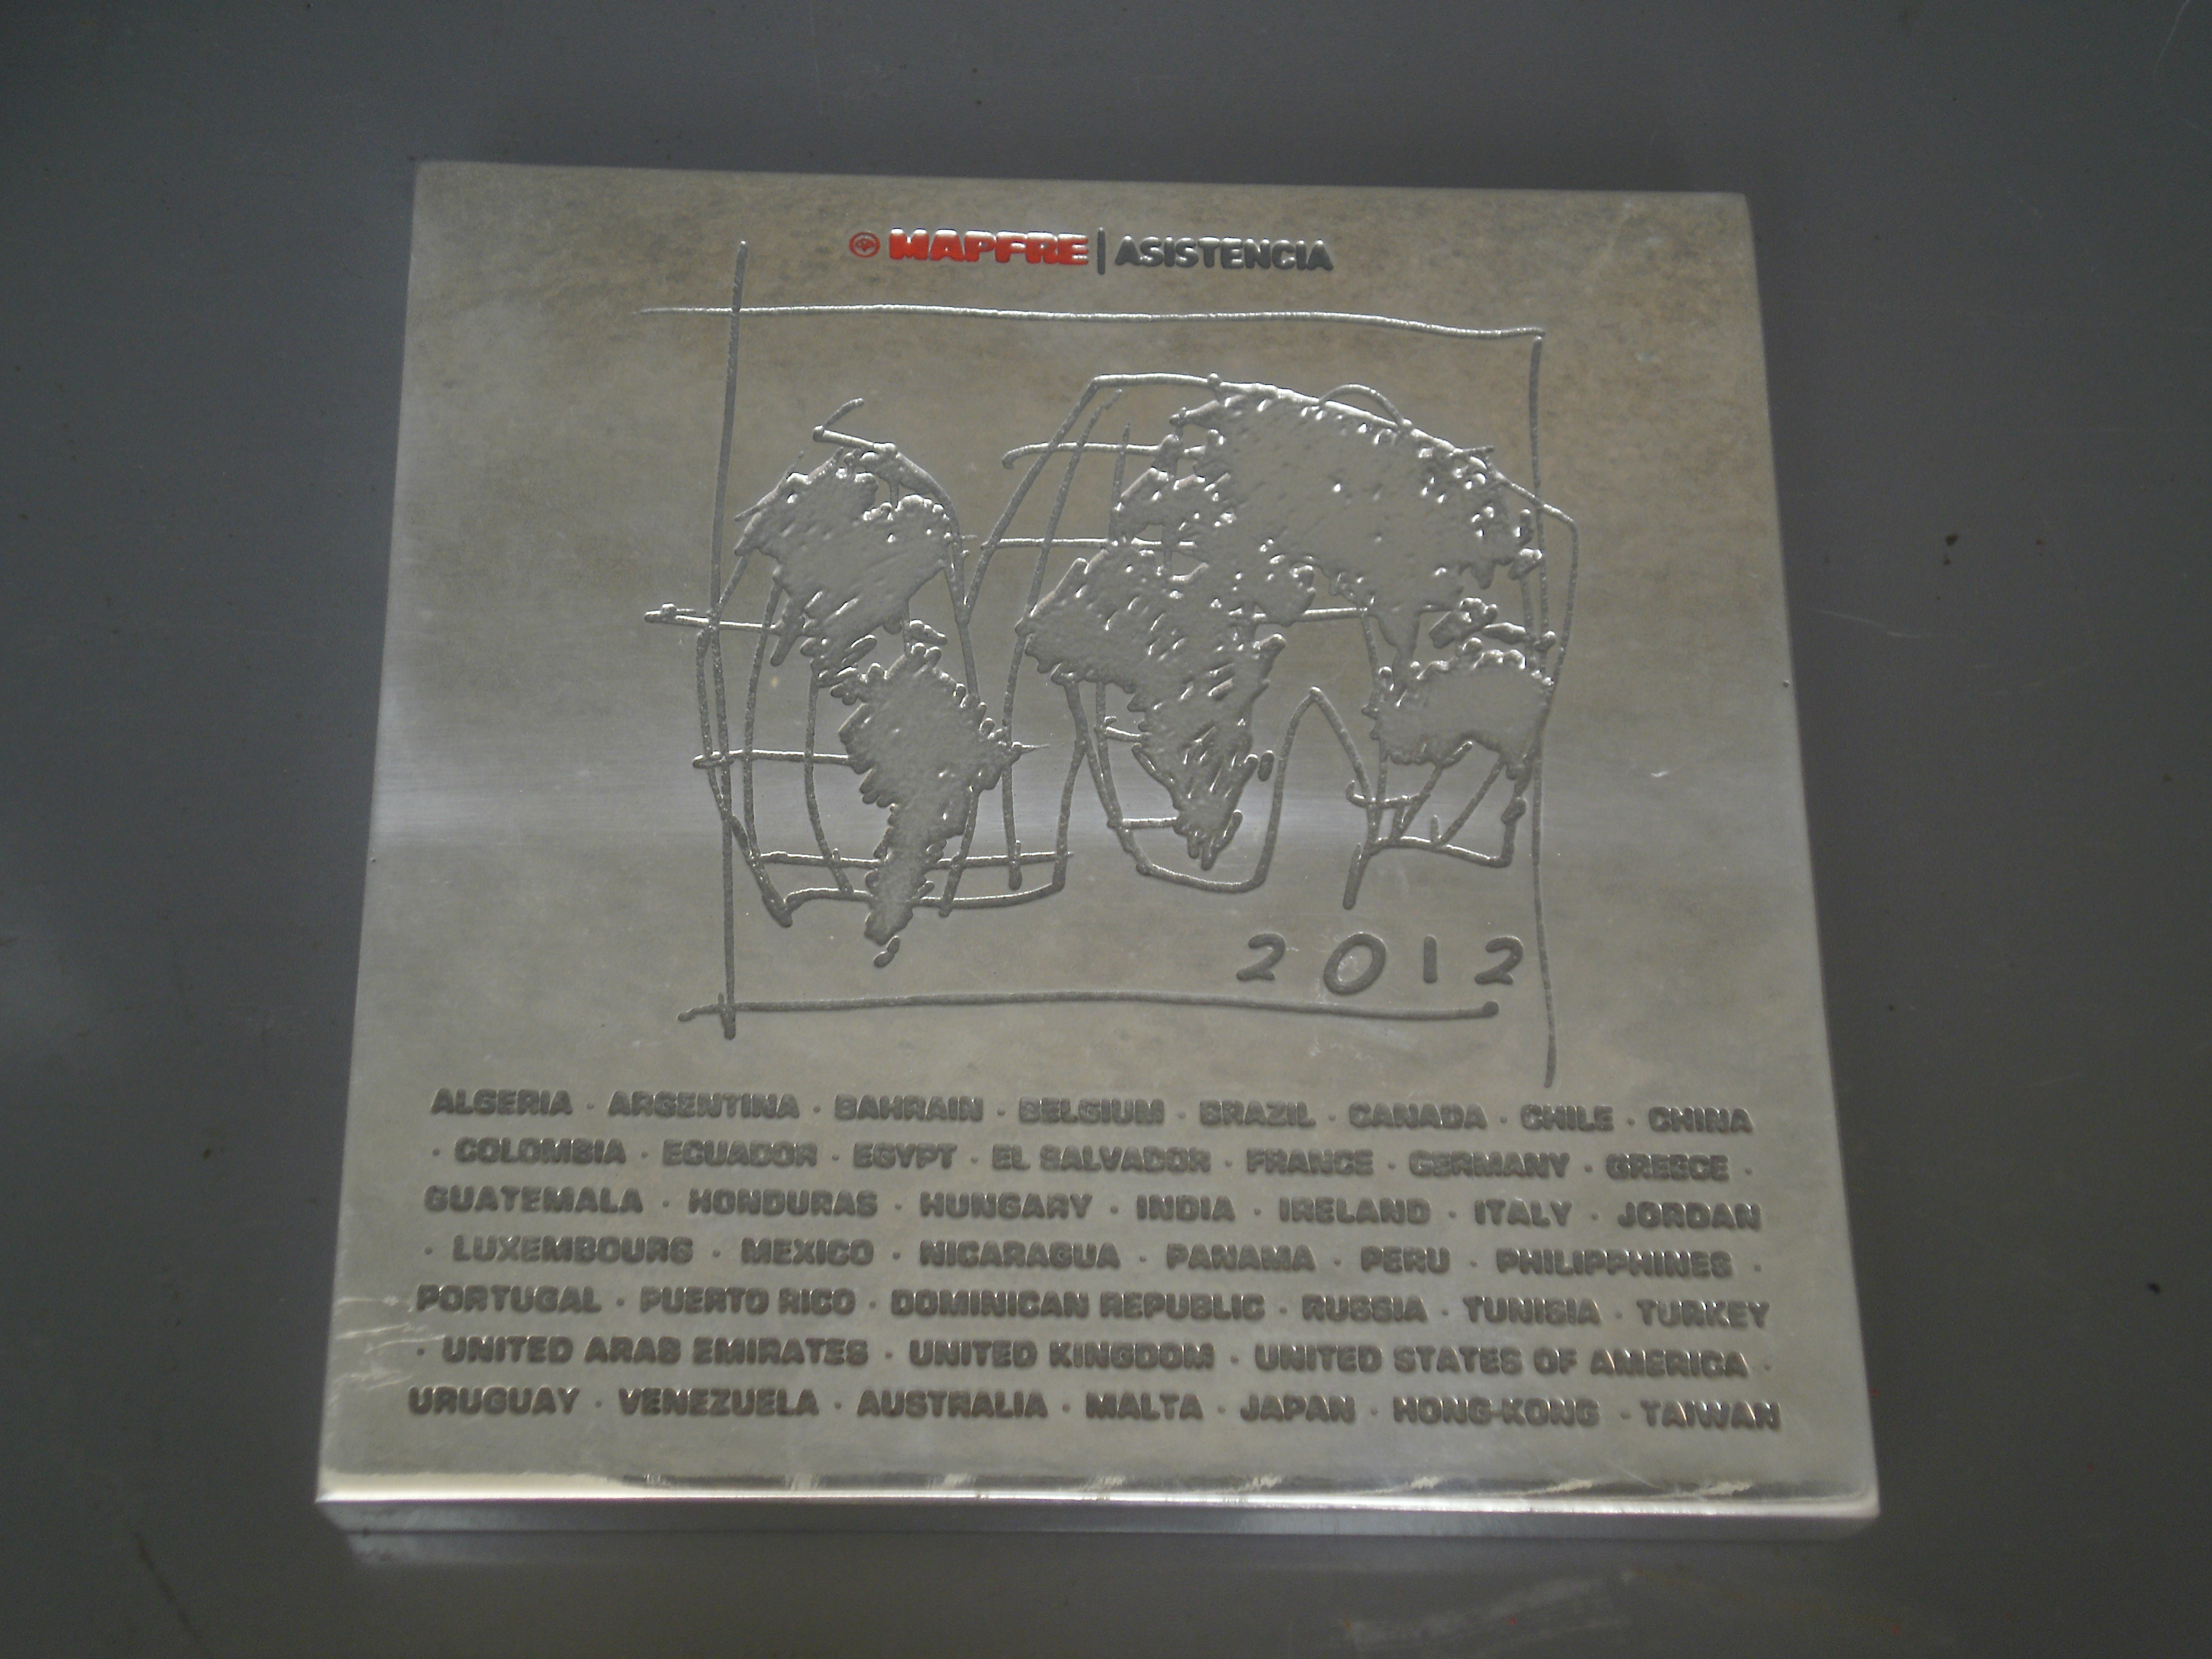 MAPFRE | ASISTENCIA
2012
ALGERIA · ARGENTINA · BAHRAIN · BELGIUM · BRAZIL · CANADA · CHILE · CHINA
· COLOMBIA · ECUADOR · EGYPT · EL SALVADOR · FRANCE · GERMANY · GREECE ·
GUATEMALA · HONDURAS · HUNGARY · INDIA · IRELAND · ITALY · JORDAN
· LUXEMBOURG · MEXICO · NICARAGUA · PANAMA · PERU · PHILIPPHINES ·
PORTUGAL · PUERTO RICO · DOMINICAN REPUBLIC · RUSSIA · TUNISIA · TURKEY
· UNITED ARAB EMIRATES · UNITED KINGDOM · UNITED STATES OF AMERICA ·
URUGUAY · VENEZUELA · AUSTRALIA · MALTA · JAPAN · HONG-KONG · TAIWAN